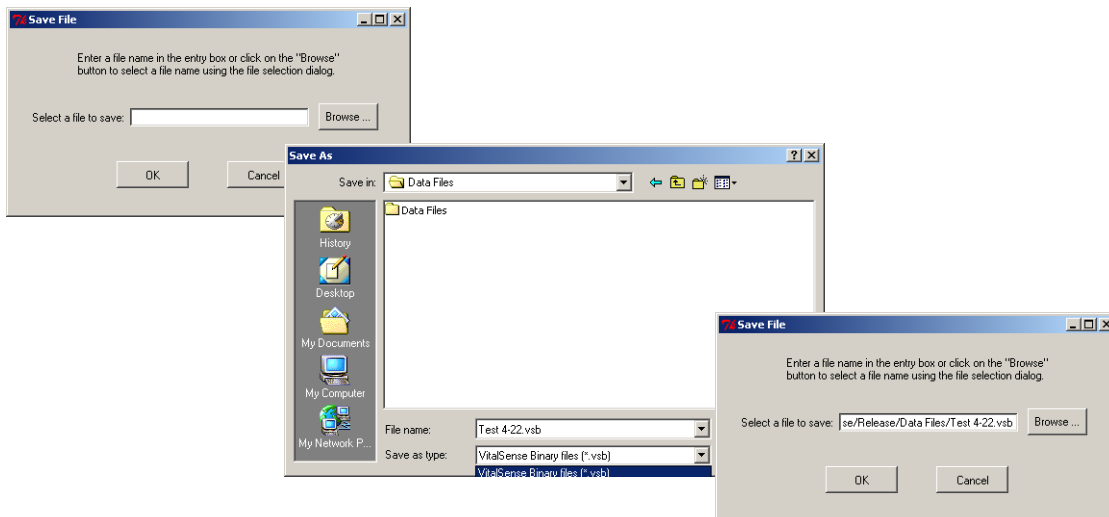 Save File
Enter a file name in the entry box or click on the "Browse"
button to select a file name using the file selection dialog.
Select a file to save:
Browse ...
OK
Cancel
Save As
Save in:
Data Files
Data Files
History
Desktop
My Documents
My Computer
My Network P...
File name:
Test 4-22.vsb
Save as type:
VitalSense Binary files (*.vsb)
VitalSense Binary files (*.vsb)
Save File
Enter a file name in the entry box or click on the "Browse"
button to select a file name using the file selection dialog.
Select a file to save: se/Release/Data Files/Test 4-22.vsb
Browse ...
OK
Cancel